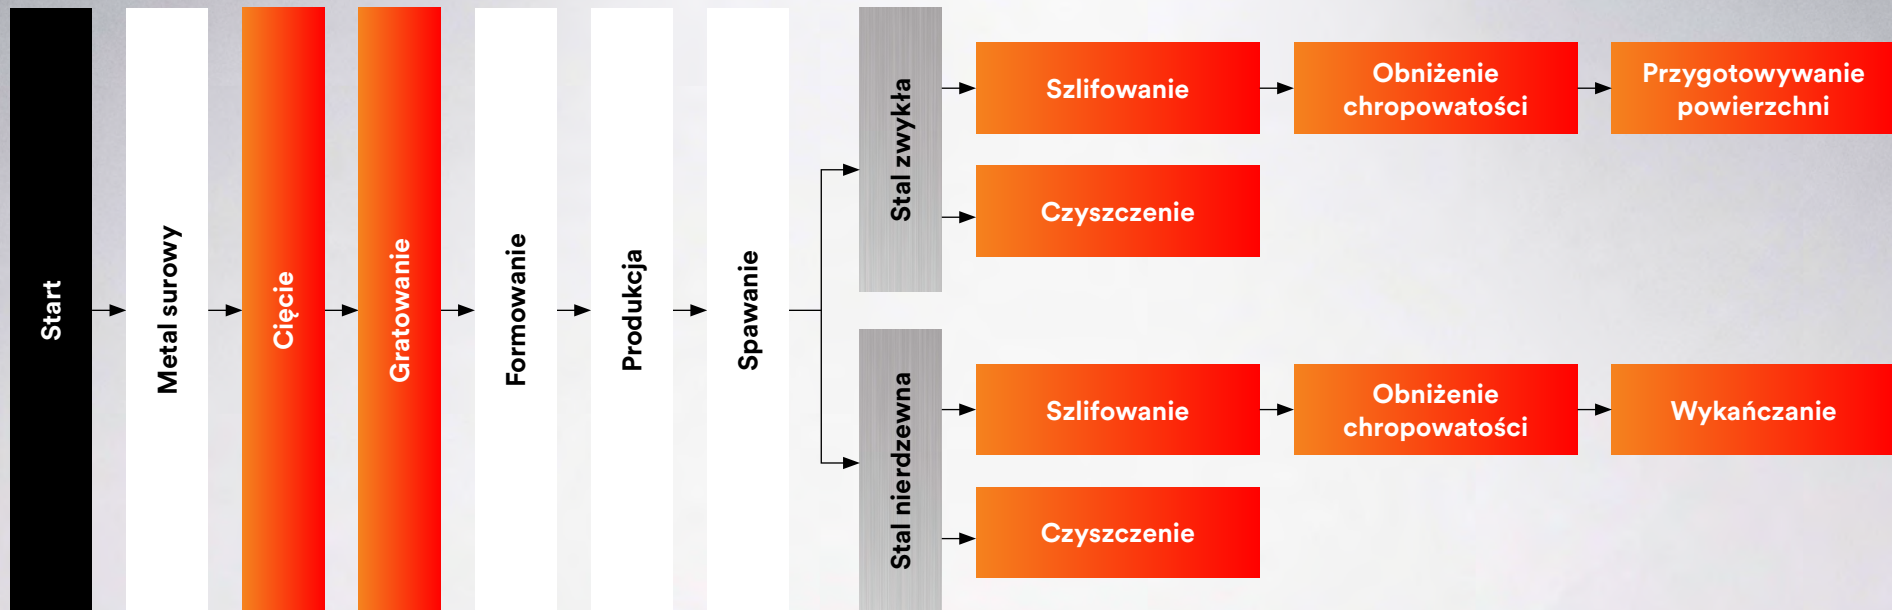 Start
Metal surowy
Cięcie
Gratowanie
Formowanie
Produkcja
Spawanie
Stal zwykła
Szlifowanie
Obniżenie
chropowatości
Przygotowywanie
powierzchni
Czyszczenie
Stal nierdzewna
Szlifowanie
Obniżenie
chropowatości
Wykańczanie
Czyszczenie